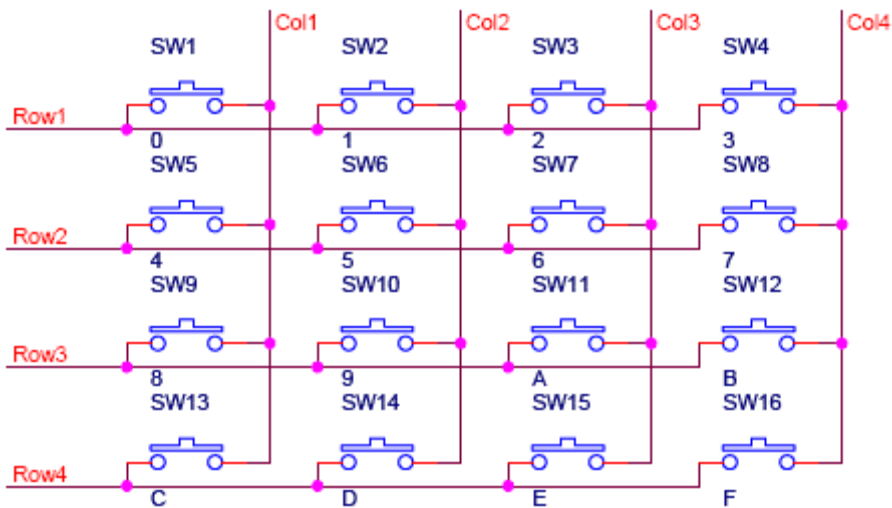 Col1 Col2 Col3 Col4
SW1 SW2 SW3 SW4
Row1
0 1 2 3
SW5 SW6 SW7 SW8
Row2
4 5 6 7
SW9 SW10 SW11 SW12
Row3
8 9 A B
SW13 SW14 SW15 SW16
Row4
C D E F